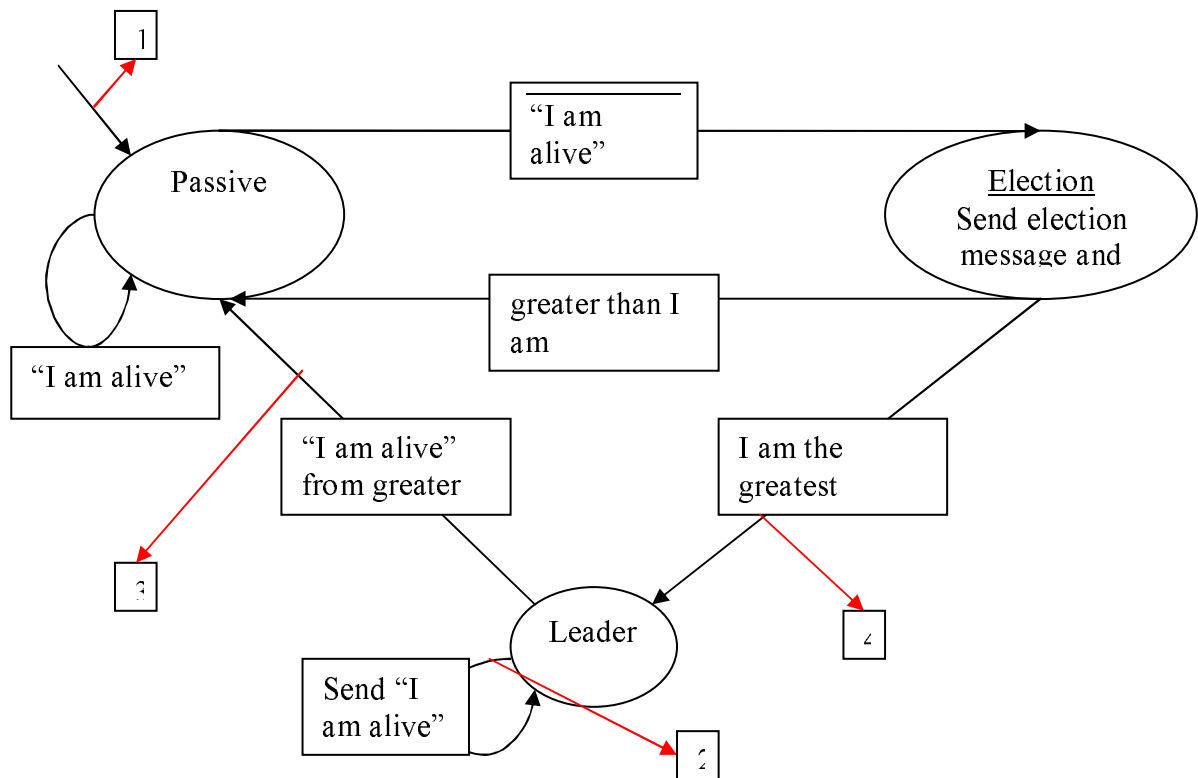 1
“I am
alive”
Passive
Election
Send election
message and
greater than I
am
“I am alive”
“I am alive”
from greater
I am the
greatest
3
4
Leader
Send “I
am alive”
2